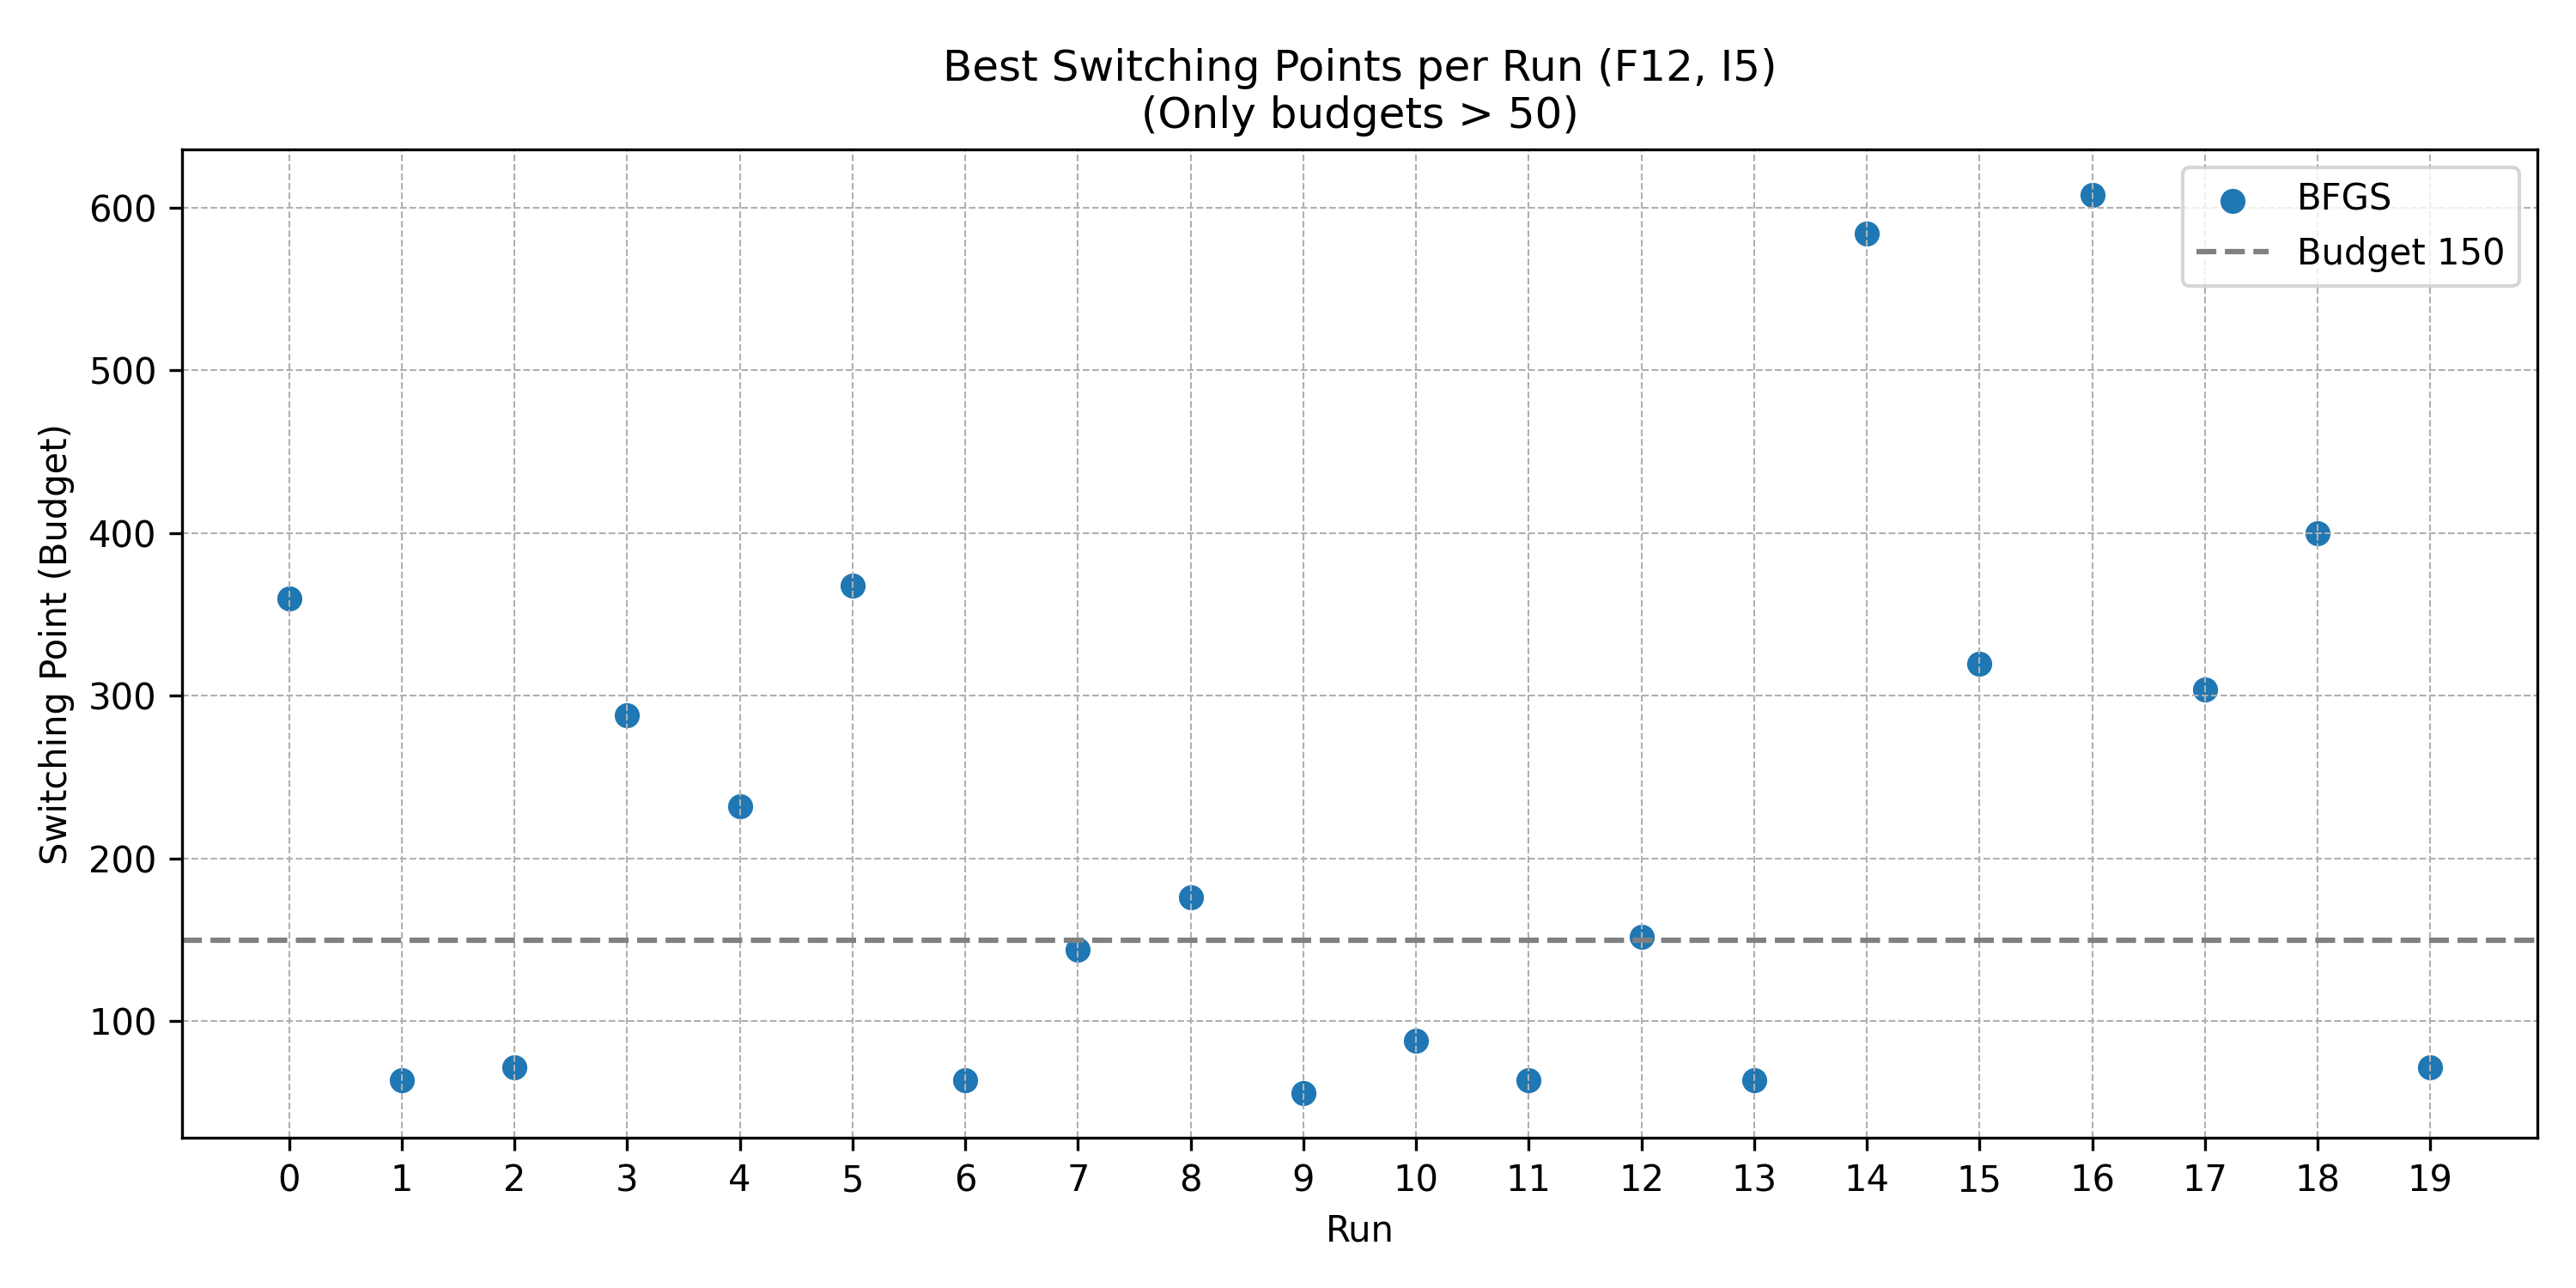 Best Switching Points per Run (F12, I5)
(Only budgets > 50)
BFGS
Budget 150
Switching Point (Budget)
600
500
400
300
200
100
0 1 2 3 4 5 6 7 8 9 10 11 12 13 14 15 16 17 18 19
Run